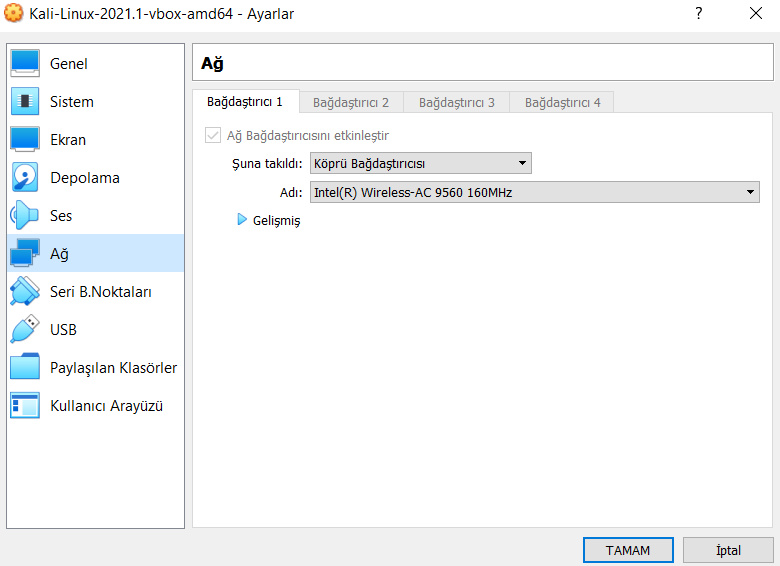 Kali-Linux-2021.1-vbox-amd64 - Ayarlar
?
Genel
Sistem
Ekran
Depolama
Ses
Ağ
Seri B.Noktaları
USB
Paylaşılan Klasörler
Kullanıcı Arayüzü
Ağ
Bağdaştırıcı 1 Bağdaştırıcı 2 Bağdaştırıcı 3 Bağdaştırıcı 4
Ağ Bağdaştırıcısını etkinleştir
Şuna takıldı: Köprü Bağdaştırıcısı
Adı: Intel(R) Wireless-AC 9560 160MHz
Gelişmiş
TAMAM İptal